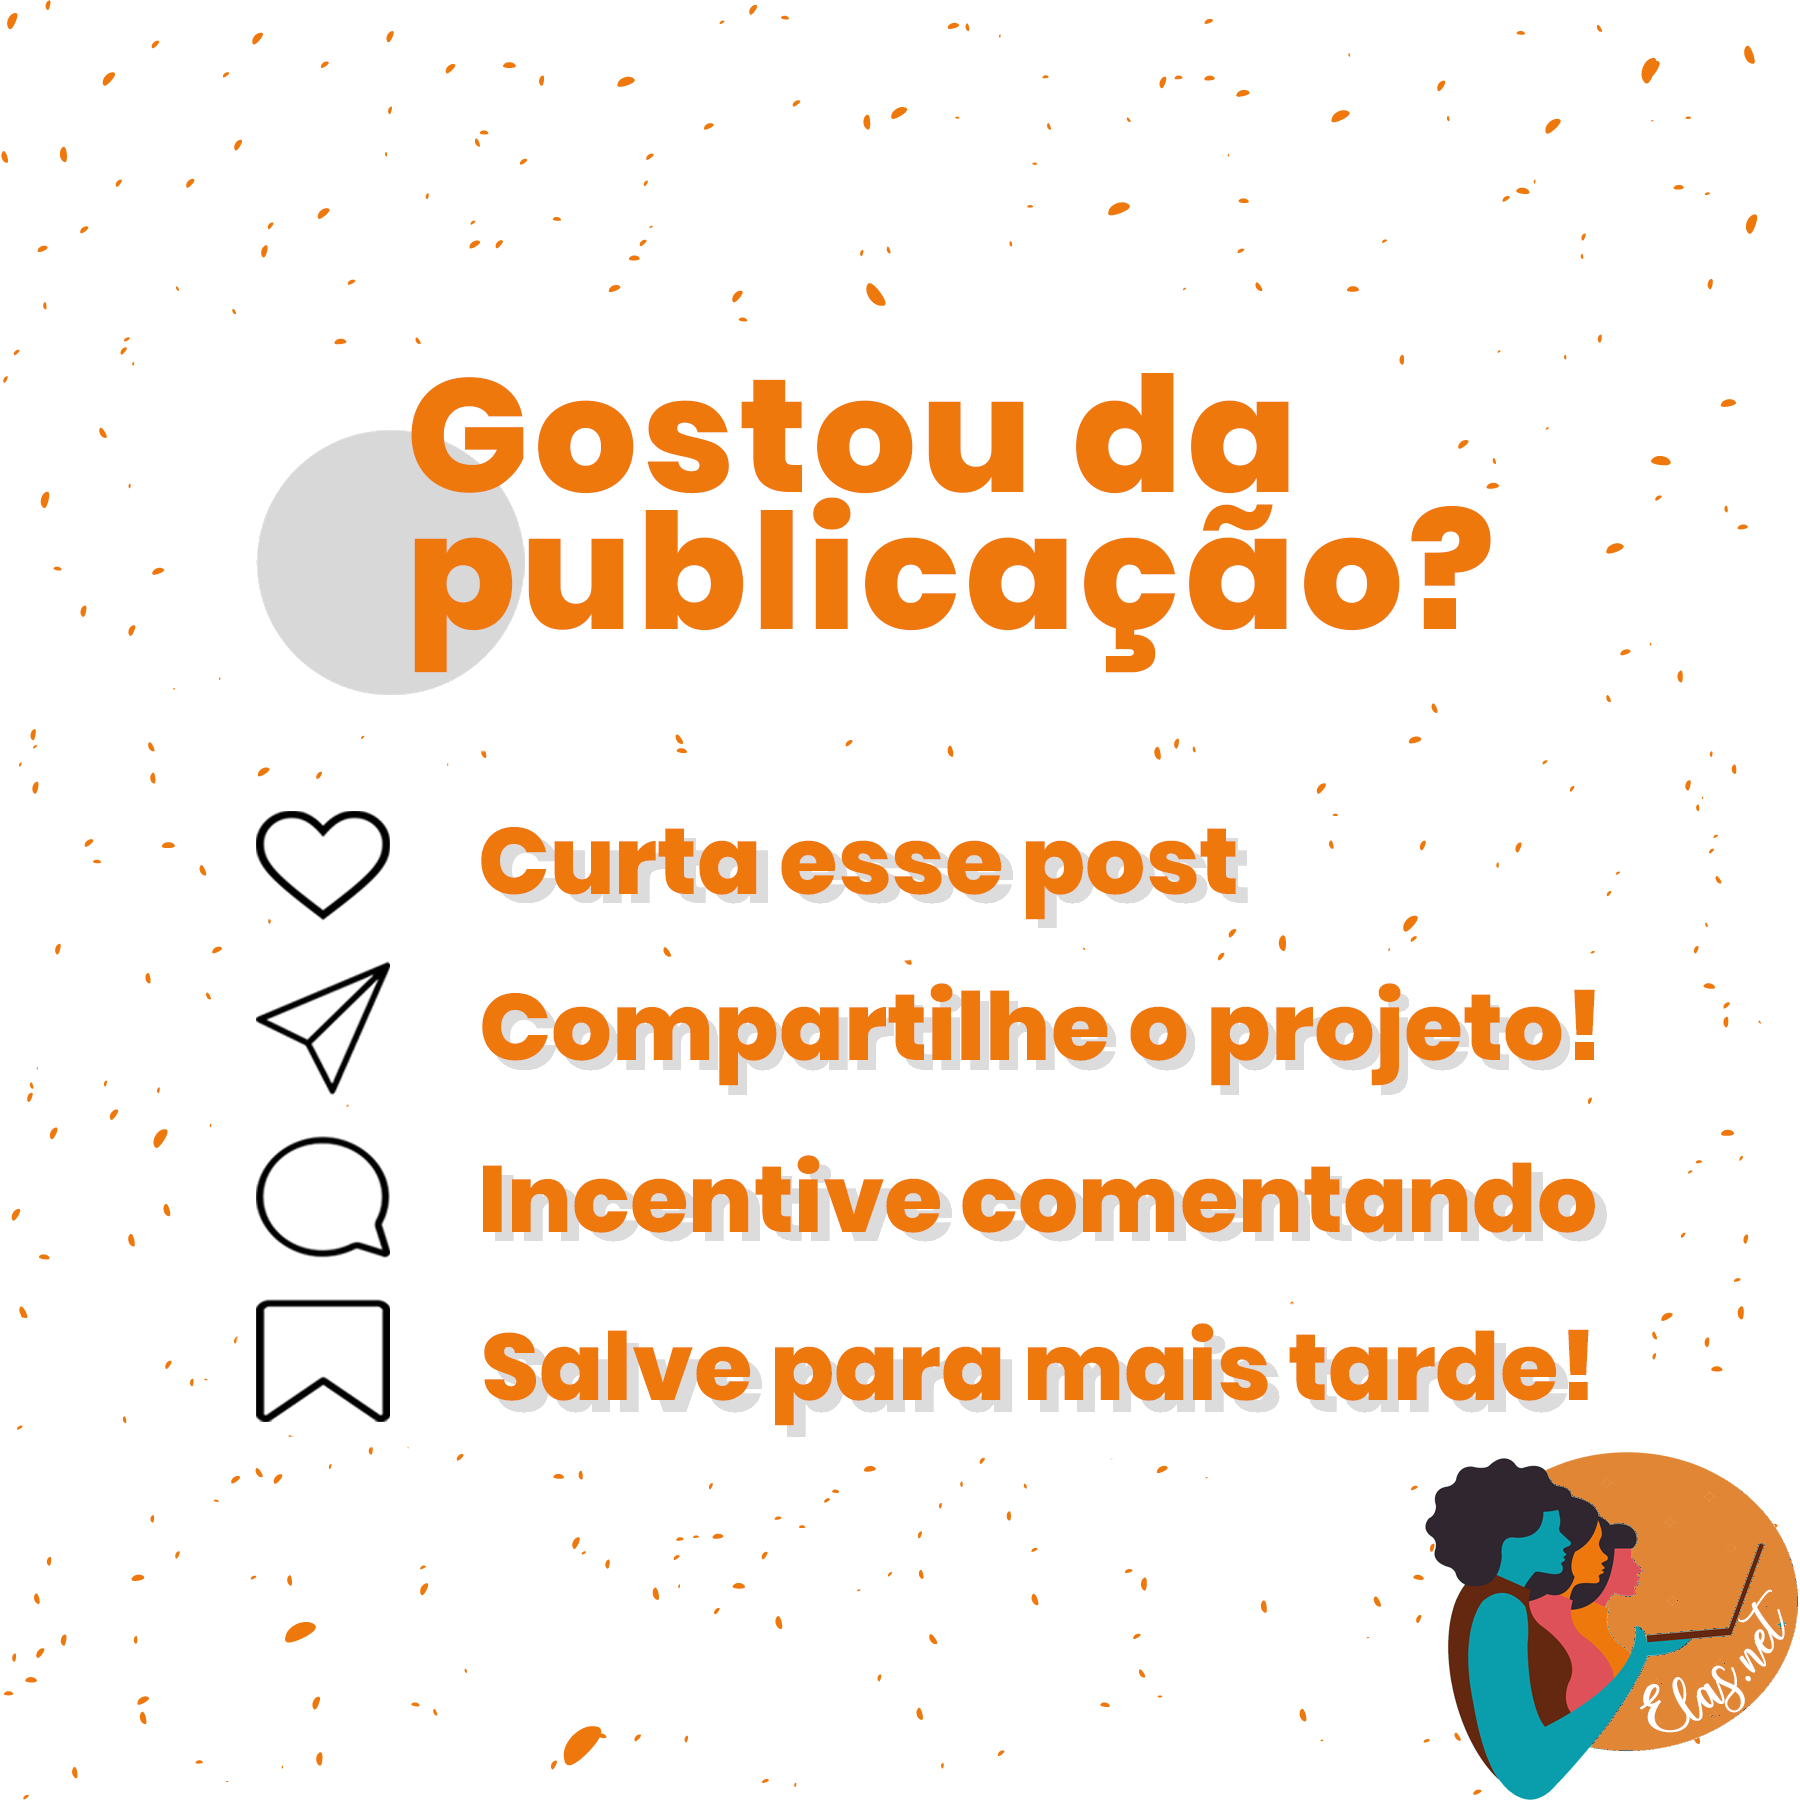 Gostou da
publicação?
Curta esse post
Compartilhe o projeto!
Incentive comentando
Salve para mais tarde!
Elas.net